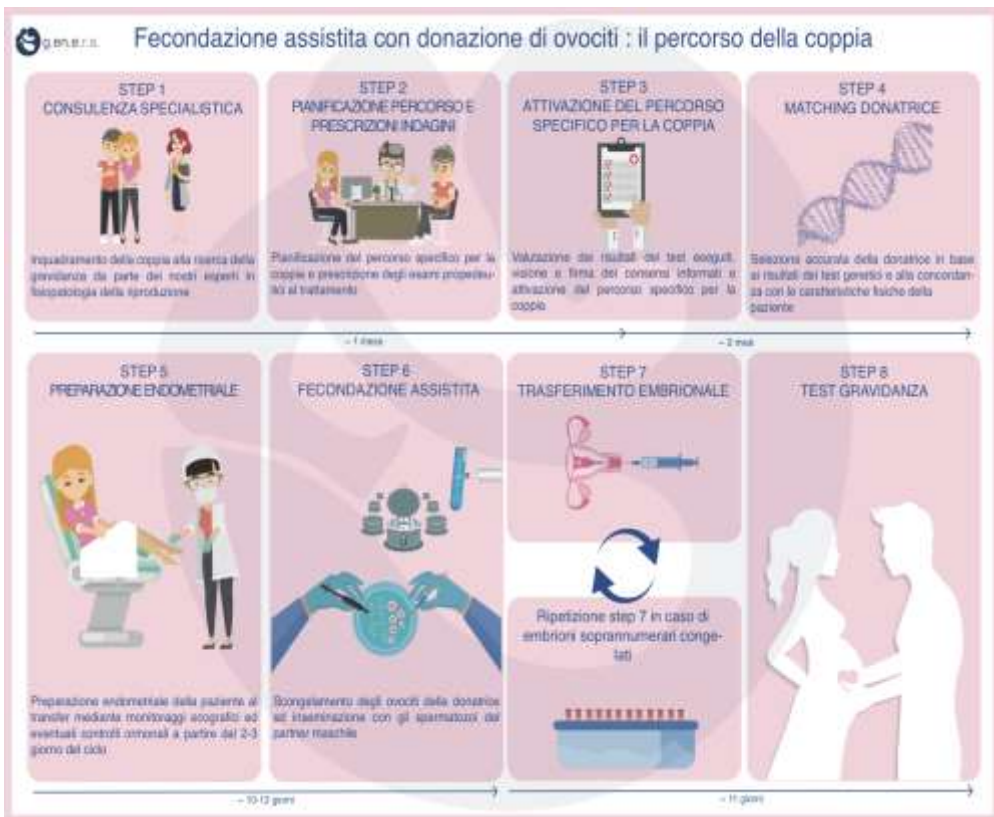 g.en.e.r.a.
Fecondazione assistita con donazione di ovociti : il percorso della coppia
STEP 1
CONSULENZA SPECIALISTICA
Inquadramento della coppia alla ricerca della
gravidanza da parte dei nostri esperti in
fisiopatologia della riproduzione
STEP 2
PIANIFICAZIONE PERCORSO E
PRESCRIZIONI INDAGINI
Pianificazione del percorso specifico per la
coppia e prescrizione degli esami propedeu-
tici al trattamento
STEP 3
ATTIVAZIONE DEL PERCORSO
SPECIFICO PER LA COPPIA
Valutazione dei risultati dei test eseguiti,
visione e firma dei consensi informati e
attivazione del percorso specifico per la
coppia
STEP 4
MATCHING DONATRICE
Selezione accurata della donatrice in base
ai risultati dei test genetici e alla concordan-
za con le caratteristiche fisiche della
paziente
~ 1 mese
~ 2 mesi
STEP 5
PREPARAZIONE ENDOMETRIALE
Preparazione endometriale della paziente al
transfer mediante monitoraggi ecografici ed
eventuali controlli ormonali a partire dal 2-3
giorno del ciclo
STEP 6
FECONDAZIONE ASSISTITA
Scongelamento degli ovociti della donatrice
ed inseminazione con gli spermatozoi del
partner maschile
STEP 7
TRASFERIMENTO EMBRIONALE
Ripetizione step 7 in caso di
embrioni soprannumerari conge-
lati
STEP 8
TEST GRAVIDANZA
~ 10-12 giorni
~ 11 giorni